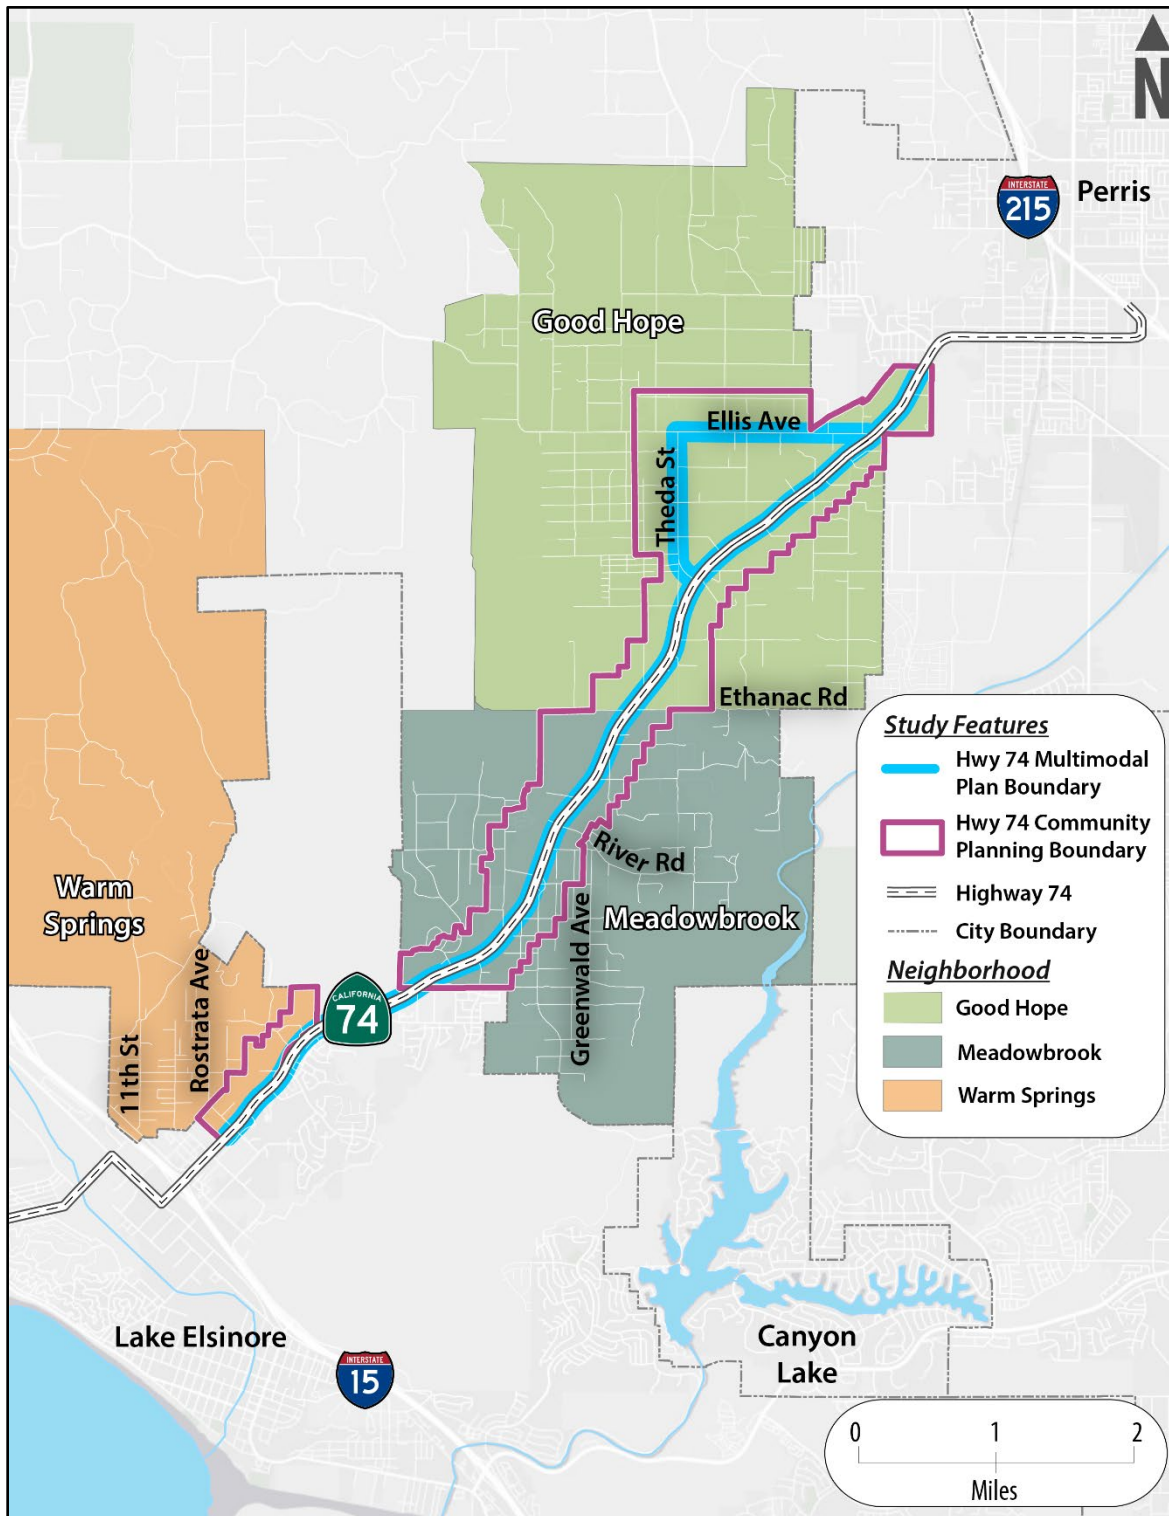 N
INTERSTATE
215
Perris
Good Hope
Ellis Ave
Theda St
Ethanac Rd
River Rd
Meadowbrook
Greenwald Ave
Warm
Springs
Rostrata Ave
11th St
CALIFORNIA
74
Lake Elsinore
INTERSTATE
15
Canyon
Lake
Study Features
Hwy 74 Multimodal
Plan Boundary
Hwy 74 Community
Planning Boundary
Highway 74
City Boundary
Neighborhood
Good Hope
Meadowbrook
Warm Springs
0 1 2
Miles